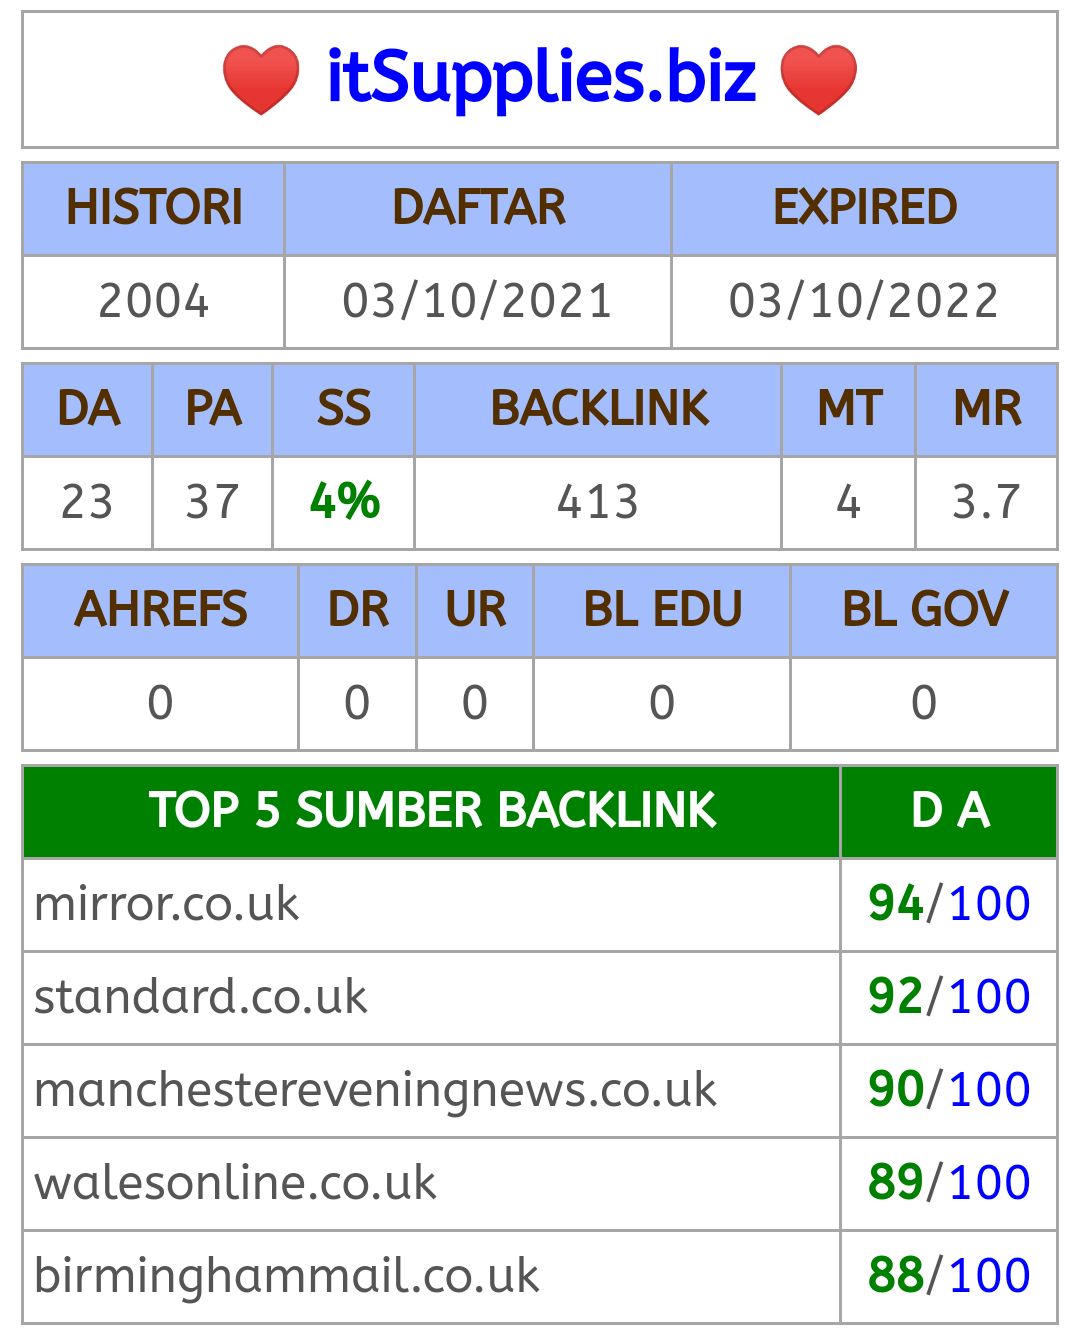 ❤️ itSupplies.biz ❤️
HISTORI DAFTAR EXPIRED
2004 03/10/2021 03/10/2022
DA PA SS BACKLINK MT MR
23 37 4% 413 4 3.7
AHREFS DR UR BL EDU BL GOV
0 0 0 0 0
TOP 5 SUMBER BACKLINK D A
mirror.co.uk 94/100
standard.co.uk 92/100
manchestereveningnews.co.uk 90/100
walesonline.co.uk 89/100
birminghammail.co.uk 88/100